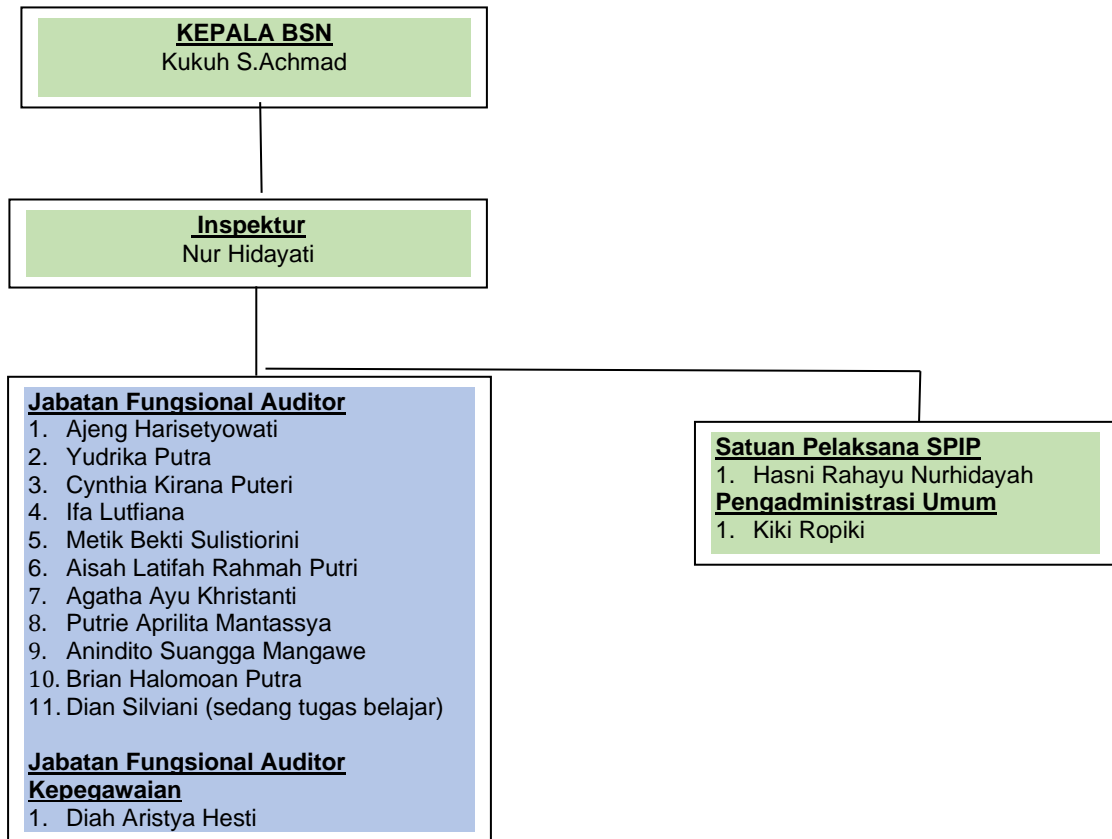 KEPALA BSN
Kukuh S.Achmad
Inspektur
Nur Hidayati
Jabatan Fungsional Auditor
1. Ajeng Harisetyowati
2. Yudrika Putra
3. Cynthia Kirana Puteri
4. Ifa Lutfiana
5. Metik Bekti Sulistiorini
6. Aisah Latifah Rahmah Putri
7. Agatha Ayu Khristanti
8. Putrie Aprilita Mantassya
9. Anindito Suangga Mangawe
10. Brian Halomoan Putra
11. Dian Silviani (sedang tugas belajar)
Jabatan Fungsional Auditor
Kepegawaian
1. Diah Aristya Hesti
Satuan Pelaksana SPIP
1. Hasni Rahayu Nurhidayah
Pengadministrasi Umum
1. Kiki Ropiki